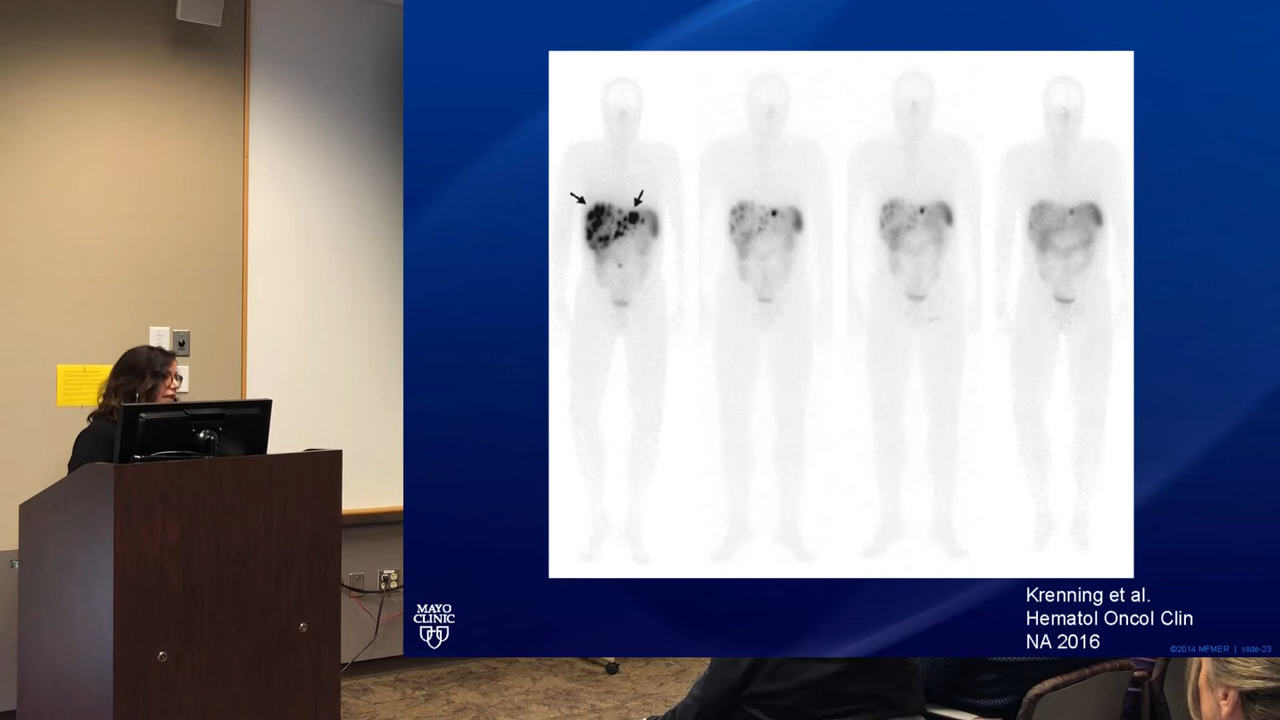 MAYO
CLINIC
Krenning et al.
Hematol Oncol Clin
NA 2016
©2014 MFMER | slide-23